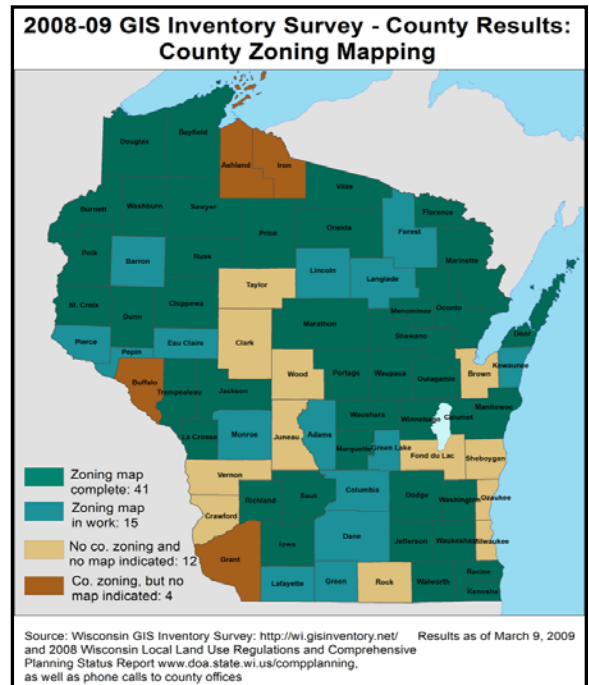 2008-09 GIS Inventory Survey - County Results:
County Zoning Mapping
Douglas
Bayfield
Ashland
Iron
Vilas
Burnett
Washburn
Sawyer
Price
Oneida
Florence
Forest
Marinette
Polk
Barron
Rusk
Lincoln
Langlade
Taylor
Oconto
Menominee
St. Croix
Dunn
Chippewa
Marathon
Shawano
Door
Pierce
Pepin
Eau Claire
Clark
Kewaunee
Buffalo
Trempealeau
Jackson
Wood
Portage
Waupaca
Outagamie
Brown
La Crosse
Monroe
Juneau
Adams
Waushara
Winnebago
Calumet
Manitowoc
Marquette
Green Lake
Fond du Lac
Sheboygan
Vernon
Crawford
Richland
Sauk
Columbia
Dodge
Washington
Ozaukee
Grant
Iowa
Dane
Jefferson
Waukesha
Milwaukee
Lafayette
Green
Rock
Walworth
Racine
Kenosha
Zoning map
complete: 41
Zoning map
in work: 15
No co. zoning and
no map indicated: 12
Co. zoning, but no
map indicated: 4
Source: Wisconsin GIS Inventory Survey: http://wi.gisinventory.net/ Results as of March 9, 2009
and 2008 Wisconsin Local Land Use Regulations and Comprehensive
Planning Status Report www.doa.state.wi.us/compplanning,
as well as phone calls to county offices